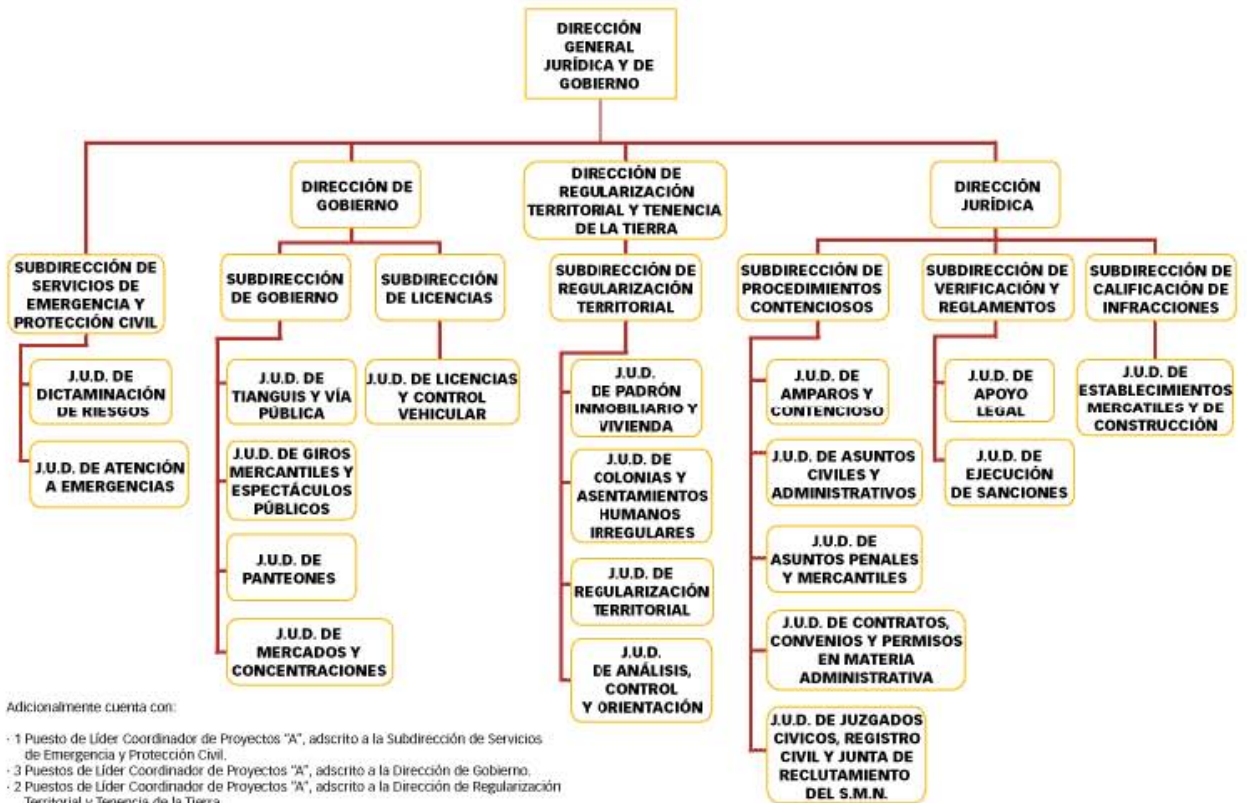 DIRECCIÓN
GENERAL
JURÍDICA Y DE
GOBIERNO
DIRECCIÓN DE
GOBIERNO
DIRECCIÓN DE
REGULARIZACIÓN
TERRITORIAL Y TENENCIA
DE LA TIERRA
DIRECCIÓN
JURÍDICA
SUBDIRECCIÓN DE
SERVICIOS DE
EMERGENCIA Y
PROTECCIÓN CIVIL
SUBDIRECCIÓN
DE GOBIERNO
SUBDIRECCIÓN
DE LICENCIAS
SUBDIRECCIÓN DE
REGULARIZACIÓN
TERRITORIAL
SUBDIRECCIÓN DE
PROCEDIMIENTOS
CONTENCIOSOS
SUBDIRECCIÓN DE
VERIFICACIÓN Y
REGLAMENTOS
SUBDIRECCIÓN DE
CALIFICACIÓN DE
INFRACCIONES
J.U.D. DE
DICTAMINACIÓN
DE RIESGOS
J.U.D. DE ATENCIÓN
A EMERGENCIAS
J.U.D. DE
TIANGUIS Y VÍA
PÚBLICA
J.U.D. DE GIROS
MERCANTILES Y
ESPECTÁCULOS
PÚBLICOS
J.U.D. DE
PANTEONES
J.U.D. DE
MERCADOS Y
CONCENTRACIONES
J.U.D. DE LICENCIAS
Y CONTROL
VEHICULAR
J.U.D.
DE PADRÓN
INMOBILIARIO Y
VIVIENDA
J.U.D. DE
COLONIAS Y
ASENTAMIENTOS
HUMANOS
IRREGULARES
J.U.D. DE
REGULARIZACIÓN
TERRITORIAL
J.U.D.
DE ANÁLISIS,
CONTROL
Y ORIENTACIÓN
J.U.D. DE
AMPAROS Y
CONTENCIOSO
J.U.D. DE ASUNTOS
CIVILES Y
ADMINISTRATIVOS
J.U.D. DE
ASUNTOS PENALES
Y MERCANTILES
J.U.D. DE CONTRATOS,
CONVENIOS Y PERMISOS
EN MATERIA
ADMINISTRATIVA
J.U.D. DE JUZGADOS
CIVICOS, REGISTRO
CIVIL Y JUNTA DE
RECLUTAMIENTO
DEL S.M.N.
J.U.D. DE
APOYO
LEGAL
J.U.D. DE
EJECUCIÓN
DE SANCIONES
J.U.D. DE
ESTABLECIMIENTOS
MERCATILES Y DE
CONSTRUCCIÓN
Adicionalmente cuenta con:
· 1 Puesto de Líder Coordinador de Proyectos "A", adscrito a la Subdirección de Servicios
de Emergencia y Protección Civil.
· 3 Puestos de Líder Coordinador de Proyectos "A", adscrito a la Dirección de Gobierno.
· 2 Puestos de Líder Coordinador de Proyectos "A", adscrito a la Dirección de Regularización
Territorial y Tenencia de la Tierra